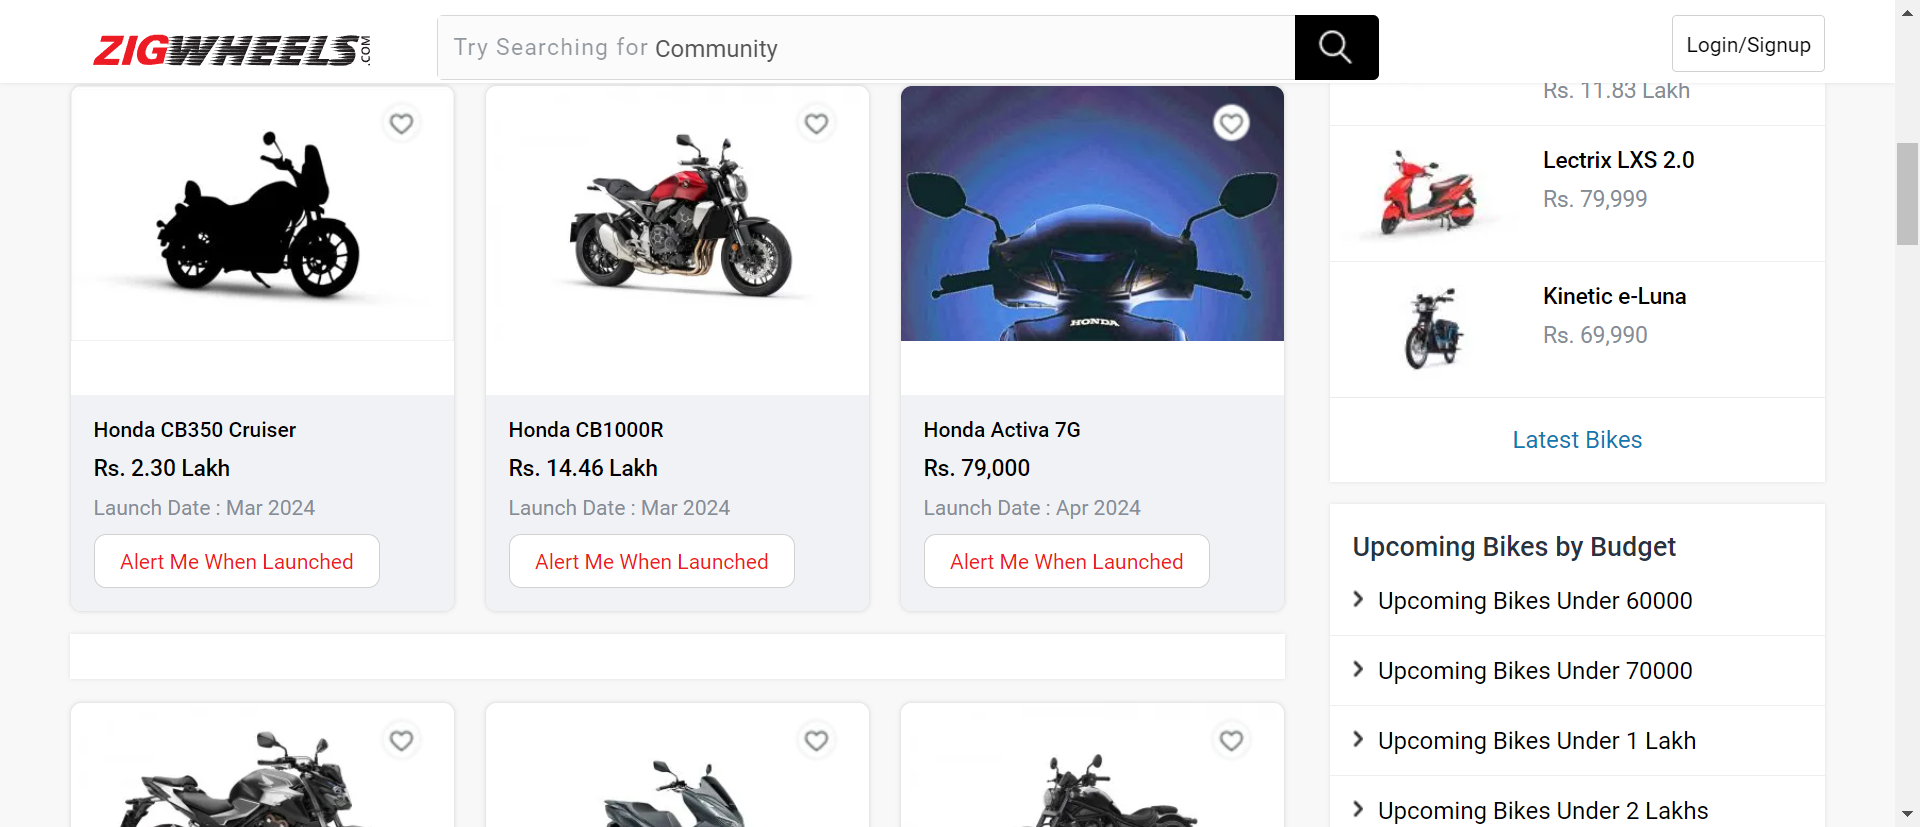 ZIGWHEELS.COM
Try Searching for Community
Login/Signup
HONDA
Honda CB350 Cruiser
Rs. 2.30 Lakh
Launch Date : Mar 2024
Alert Me When Launched
Honda CB1000R
Rs. 14.46 Lakh
Launch Date : Mar 2024
Alert Me When Launched
Honda Activa 7G
Rs. 79,000
Launch Date : Apr 2024
Alert Me When Launched
Rs. 11.83 Lakh
Lectrix LXS 2.0
Rs. 79,999
Kinetic e-Luna
Rs. 69,990
Latest Bikes
Upcoming Bikes by Budget
Upcoming Bikes Under 60000
Upcoming Bikes Under 70000
Upcoming Bikes Under 1 Lakh
Upcoming Bikes Under 2 Lakhs